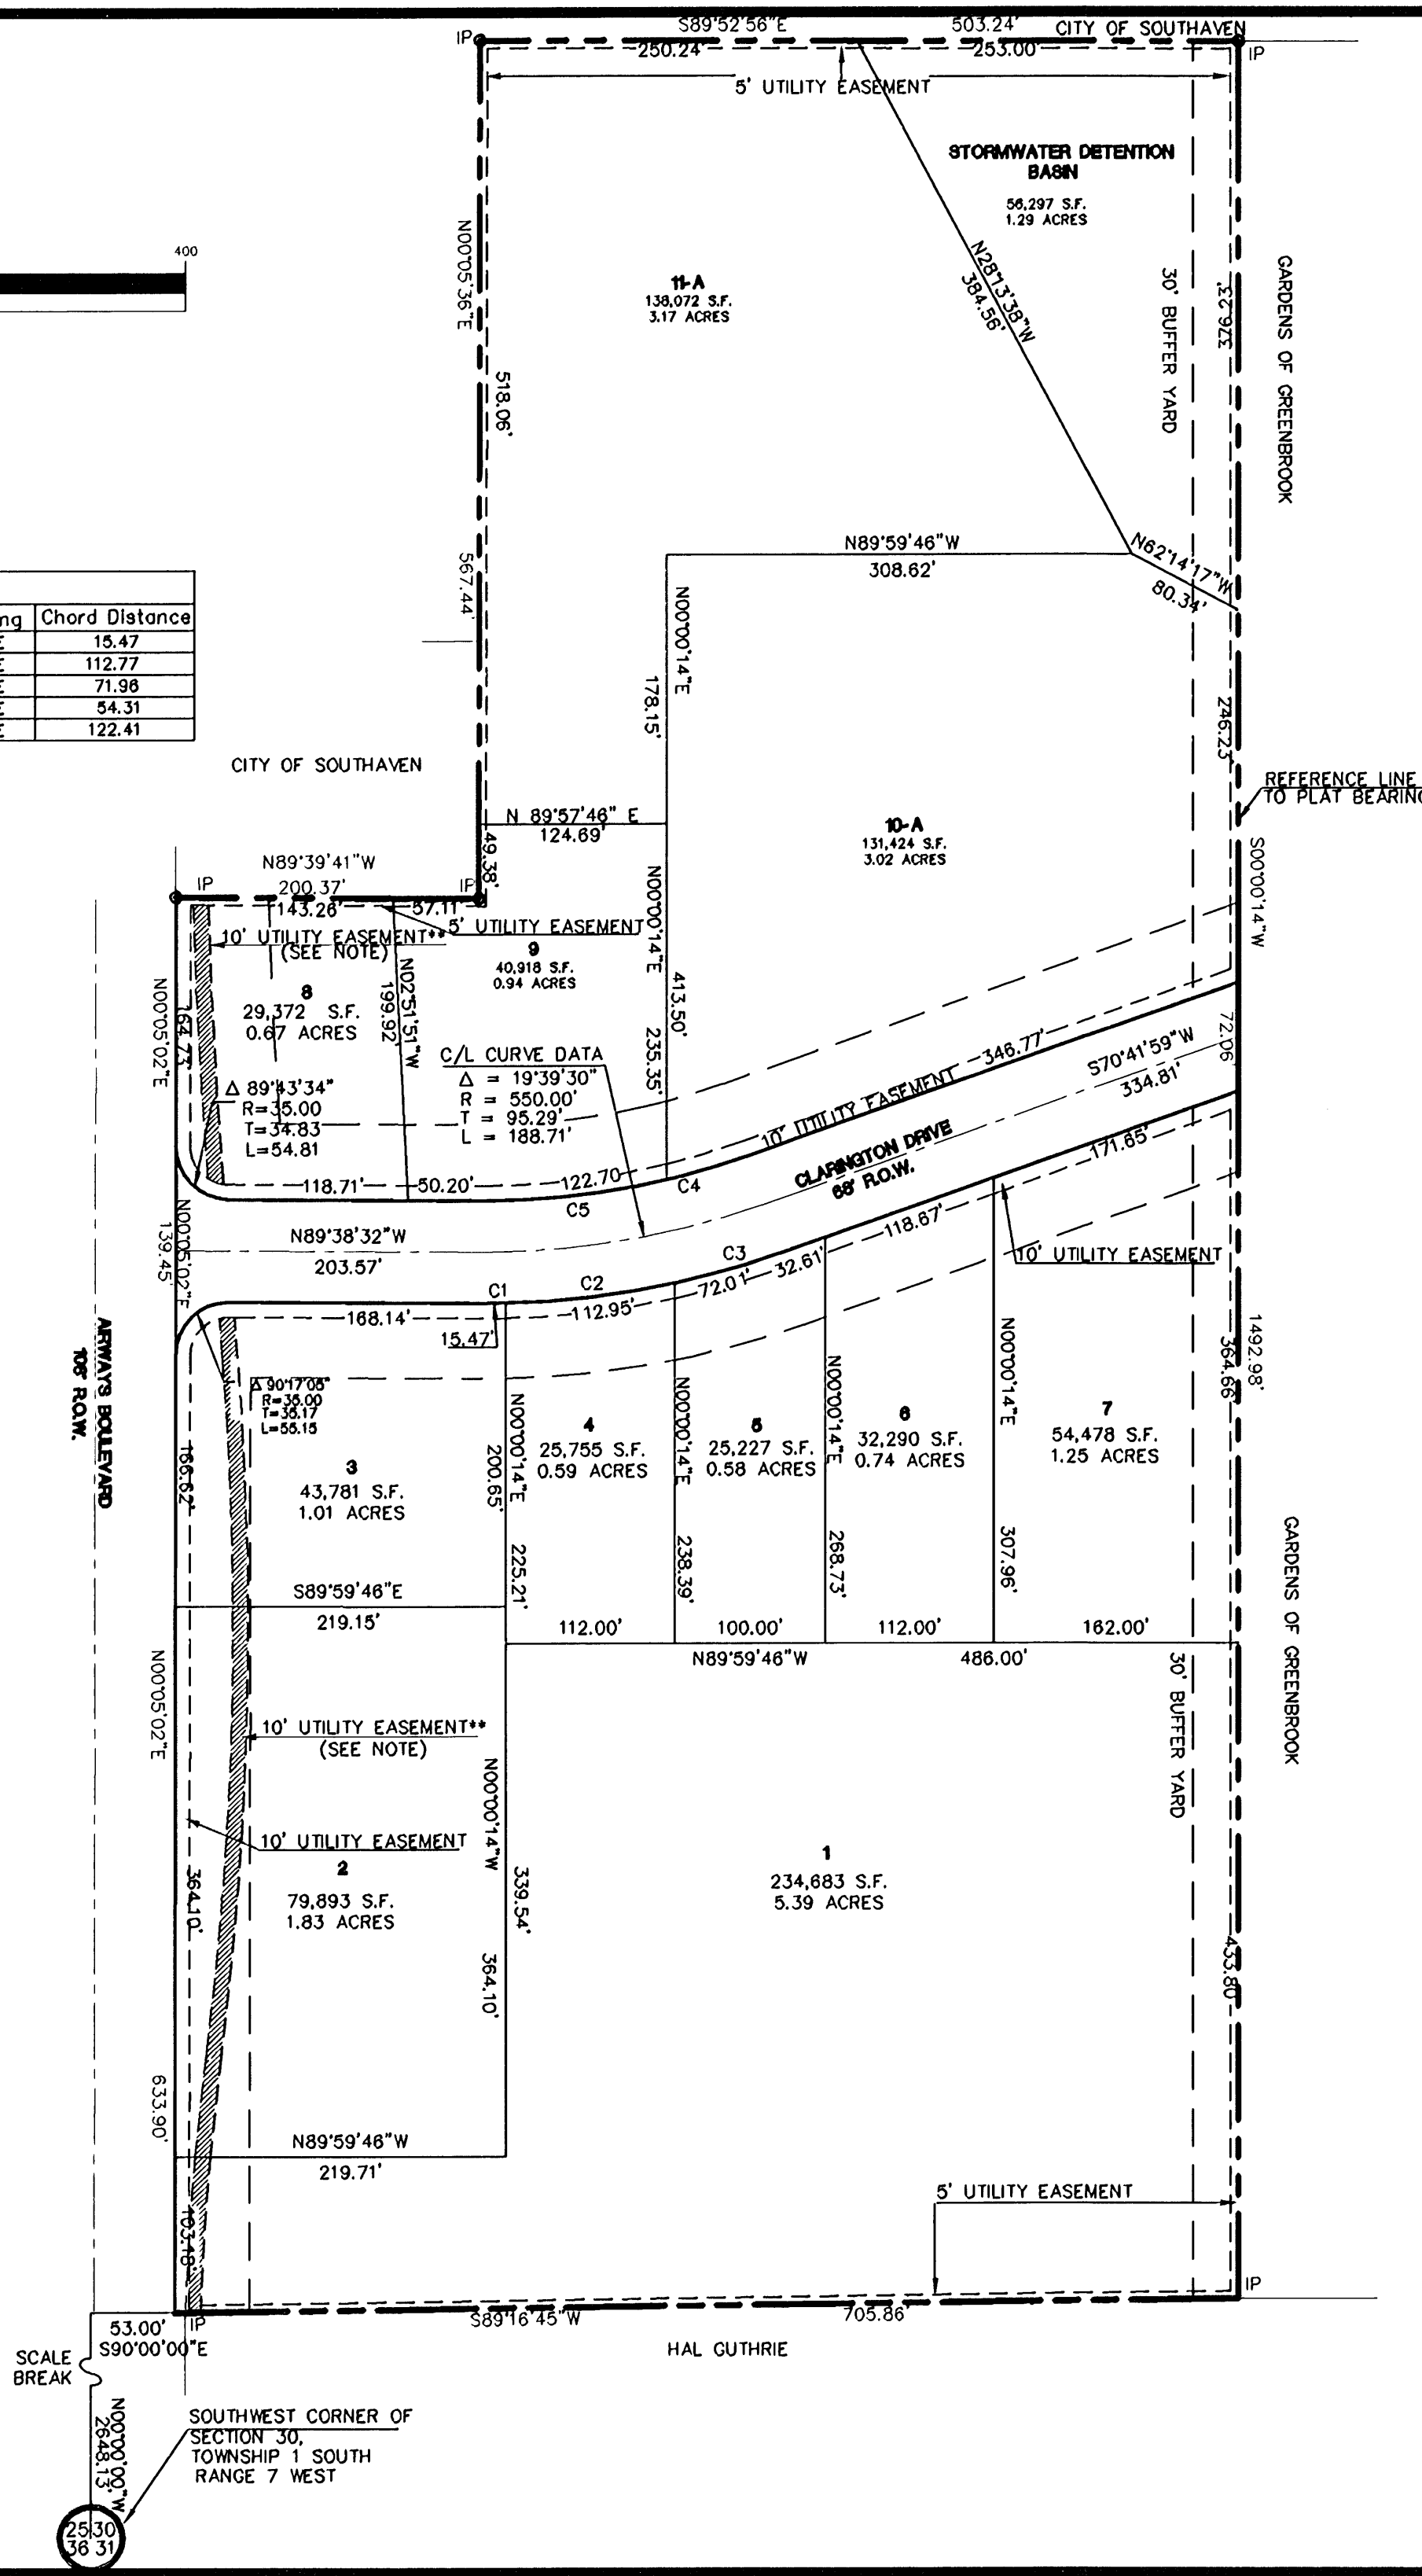 S89°52'56"E
503.24'
CITY OF SOUTHAVEN
IP
IP
250.24'
253.00'
5' UTILITY EASEMENT
STORMWATER DETENTION
BASIN
56,297 S.F.
1.29 ACRES
400
N00°05'36"E
518.06'
567.44'
11-A
138,072 S.F.
3.17 ACRES
N28°13'38"W
384.56'
30' BUFFER YARD
376.23'
GARDENS OF GREENBROOK
N89°59'46"W
308.62'
N62°14'17"W
80.34'
ng
Chord Distance
15.47
112.77
71.96
54.31
122.41
N00°00'14"E
178.15'
246.23'
CITY OF SOUTHAVEN
REFERENCE LINE
TO PLAT BEARING
N 89°57'46" E
124.69'
49.38'
10-A
131,424 S.F.
3.02 ACRES
S00°00'14"W
N89°39'41"W
IP
200.37'
IP
143.26'
57.11'
5' UTILITY EASEMENT
10' UTILITY EASEMENT**
(SEE NOTE)
9
40,918 S.F.
0.94 ACRES
N00°00'14"E
413.50'
235.35'
8
29,372 S.F.
0.67 ACRES
N02°51'51"W
199.92'
N00°05'02"E
164.73'
C/L CURVE DATA
Δ = 19°39'30"
R = 550.00'
T = 95.29'
L = 188.71'
Δ 89°43'34"
R=35.00
T=34.83
L=54.81
346.77'
10' UTILITY EASEMENT
S70°41'59"W
334.81'
72.06'
CLARINGTON DRIVE
68' R.O.W.
118.71'
50.20'
122.70
C4
C5
171.65'
118.67'
N89°38'32"W
203.57'
N00°05'02"E
139.45'
C3
32.61'
10' UTILITY EASEMENT
C1
C2
72.01'
112.95'
168.14'
15.47'
AIRWAYS BOULEVARD
106' R.O.W.
Δ 90°17'05"
R=35.00
T=35.17
L=55.15
166.62'
3
43,781 S.F.
1.01 ACRES
N00°00'14"E
200.65'
225.21'
4
25,755 S.F.
0.59 ACRES
N00°00'14"E
238.39'
5
25,227 S.F.
0.58 ACRES
N00°00'14"E
268.73'
6
32,290 S.F.
0.74 ACRES
N00°00'14"E
307.96'
7
54,478 S.F.
1.25 ACRES
1492.98'
364.66'
GARDENS OF GREENBROOK
S89°59'46"E
219.15'
112.00'
100.00'
112.00'
162.00'
N89°59'46"W
486.00'
N00°05'02"E
30' BUFFER YARD
10' UTILITY EASEMENT**
(SEE NOTE)
N00°00'14"W
339.54'
364.10'
10' UTILITY EASEMENT
2
79,893 S.F.
1.83 ACRES
364.10'
1
234,683 S.F.
5.39 ACRES
433.80'
633.90'
N89°59'46"W
219.71'
103.18'
5' UTILITY EASEMENT
IP
53.00'
IP
S90°00'00"E
S89°16'45"W
705.86'
HAL GUTHRIE
SCALE
BREAK
N00°00'00"W
2648.13'
SOUTHWEST CORNER OF
SECTION 30,
TOWNSHIP 1 SOUTH
RANGE 7 WEST
25 30
36 31